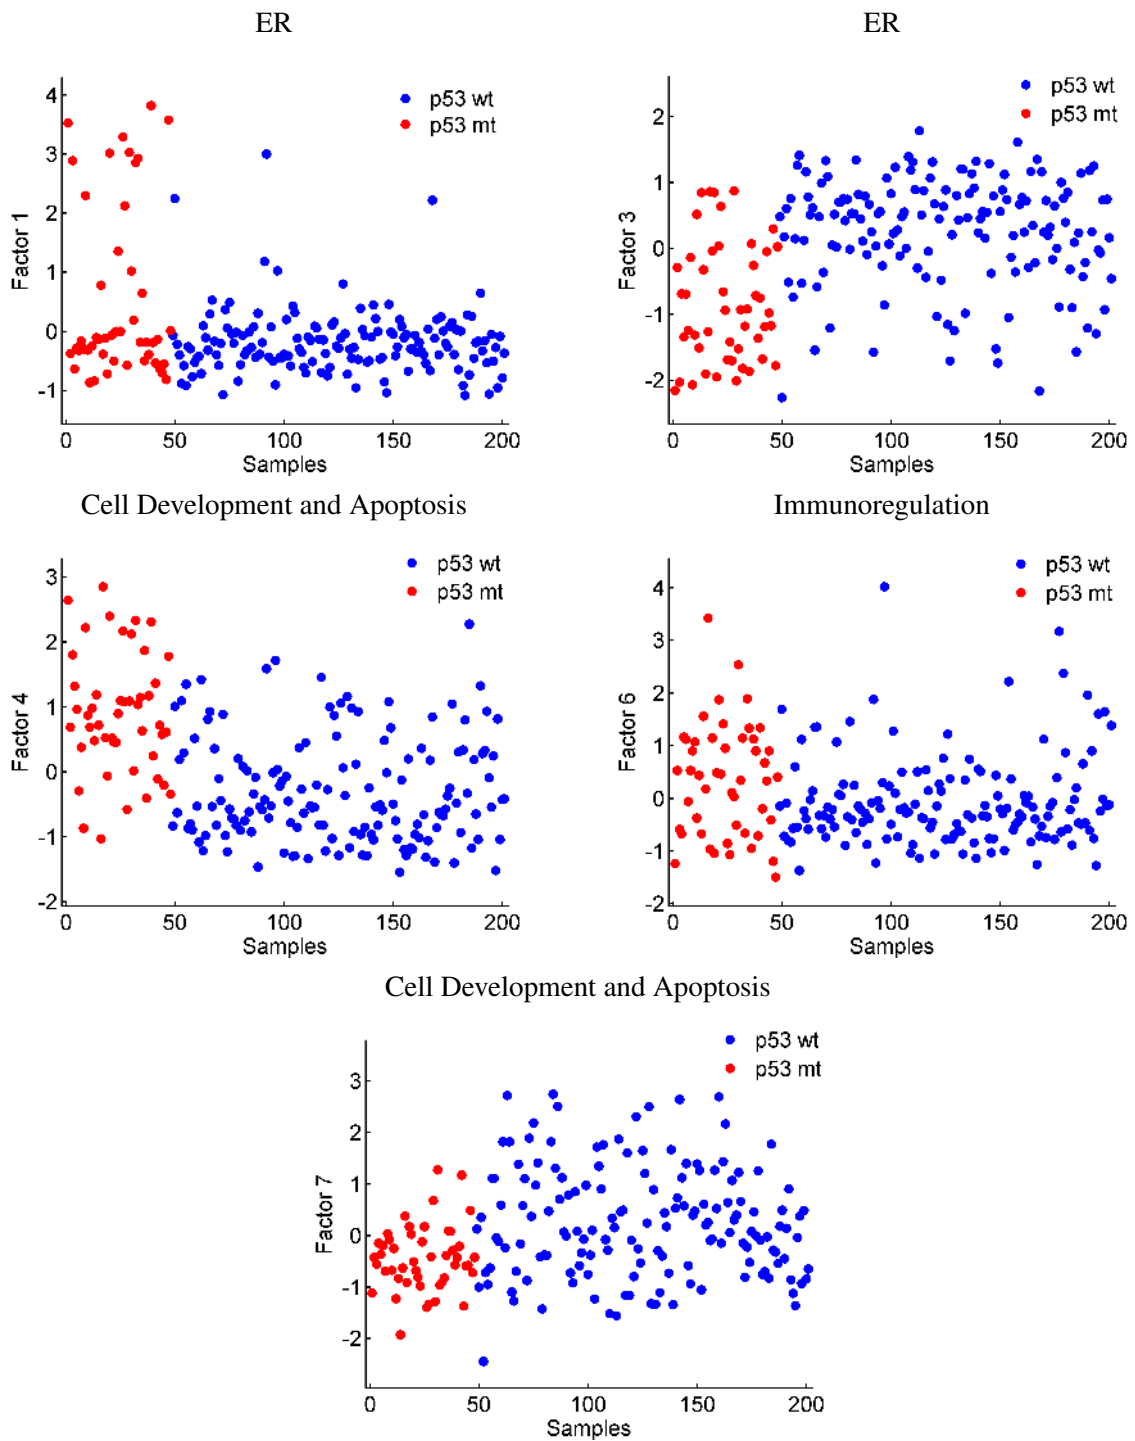 ER
p53 wt
p53 mt
Factor 1
4
3
2
1
0
-1
0 50 100 150 200
Samples
ER
p53 wt
p53 mt
Factor 3
2
1
0
-1
-2
0 50 100 150 200
Samples
Cell Development and Apoptosis
p53 wt
p53 mt
Factor 4
3
2
1
0
-1
-2
0 50 100 150 200
Samples
Immunoregulation
p53 wt
p53 mt
Factor 6
4
3
2
1
0
-1
-2
0 50 100 150 200
Samples
Cell Development and Apoptosis
p53 wt
p53 mt
Factor 7
3
2
1
0
-1
-2
0 50 100 150 200
Samples